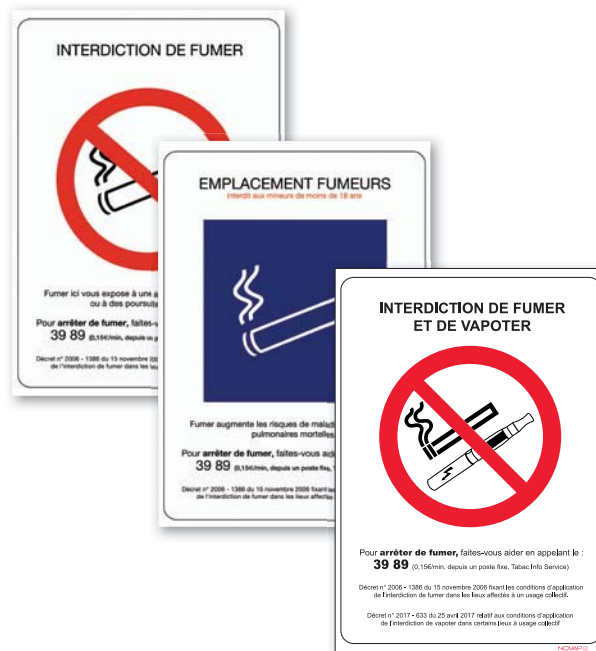 INTERDICTION DE FUMER
Fumer ici vous expose à une
ou à des
Pour arrêter de fumer,
39 89 (0,15€/min, depuis un
Décret n° 2006 - 1386 du 15 novembre
de l'interdiction de fumer dans les
EMPLACEMENT FUMEURS
Interdit aux mineurs de moins de 18 ans
Fumer augmente les risques de
pulmonaires mortelles
Pour arrêter de fumer, faites-vous
39 89 (0,15€/min, depuis un poste fixe,
Décret n° 2006 - 1386 du 15 novembre 2006 fixant
de l'interdiction de fumer dans les lieux affectés
INTERDICTION DE FUMER
ET DE VAPOTER
Pour arrêter de fumer, faites-vous aider en appelant le :
39 89 (0,15€/min, depuis un poste fixe, Tabac Info Service)
Décret n° 2006 - 1386 du 15 novembre 2006 fixant les conditions d'application
de l'interdiction de fumer dans les lieux affectés à un usage collectif.
Décret n° 2017 - 633 du 25 avril 2017 relatif aux conditions d'application
de l'interdiction de vapoter dans certains lieux à usage collectif
NOVAP